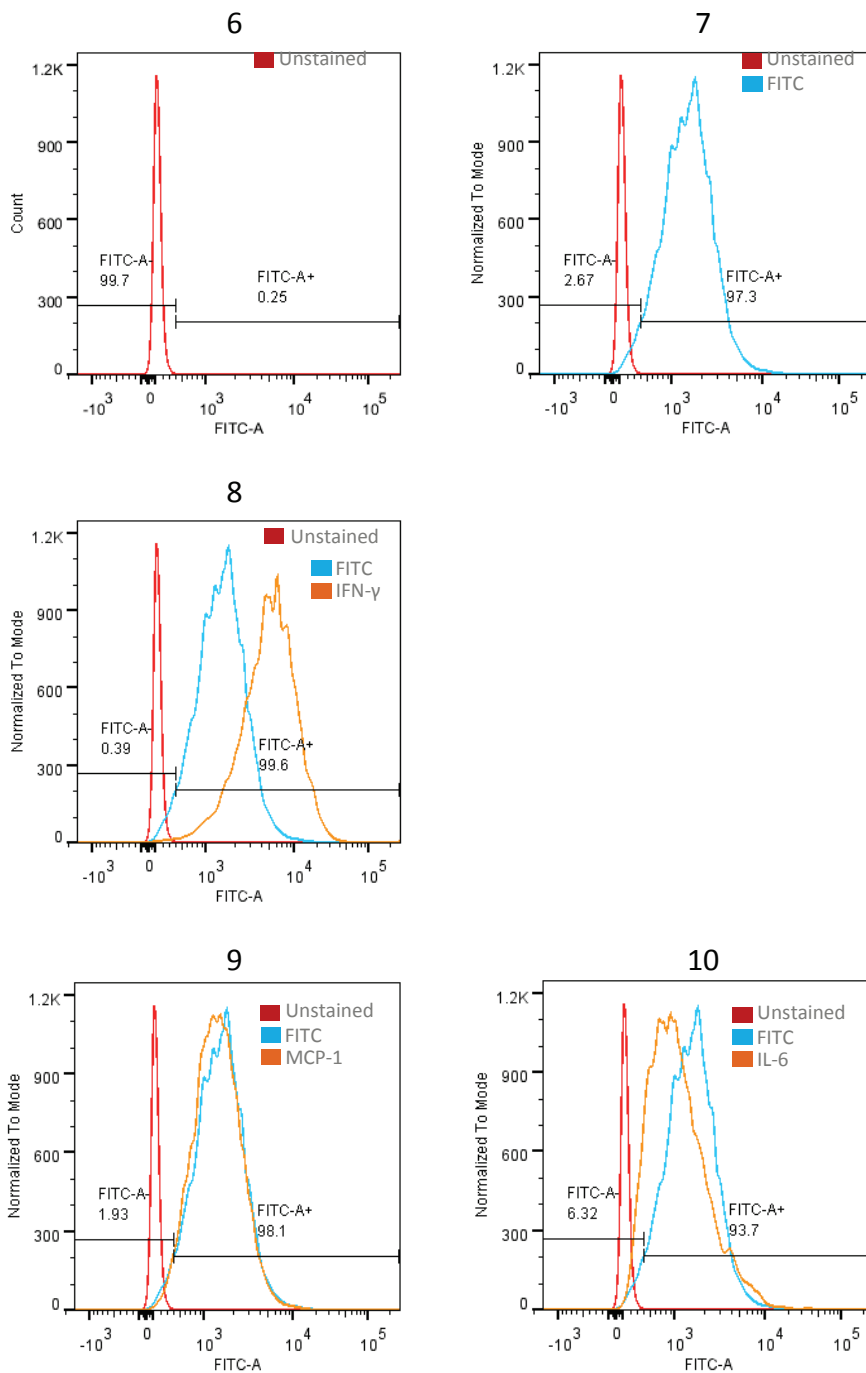 6
Unstained
1.2K
900
600
300
0
Count
FITC-A-
99.7
FITC-A+
0.25
-10³ 0 10³ 10⁴ 10⁵
FITC-A
7
Unstained
FITC
1.2K
900
600
300
0
Normalized To Mode
FITC-A-
2.67
FITC-A+
97.3
-10³ 0 10³ 10⁴ 10⁵
FITC-A
8
Unstained
FITC
IFN-γ
1.2K
900
600
300
0
Normalized To Mode
FITC-A-
0.39
FITC-A+
99.6
-10³ 0 10³ 10⁴ 10⁵
FITC-A
9
Unstained
FITC
MCP-1
1.2K
900
600
300
0
Normalized To Mode
FITC-A-
1.93
FITC-A+
98.1
-10³ 0 10³ 10⁴ 10⁵
FITC-A
10
Unstained
FITC
IL-6
1.2K
900
600
300
0
Normalized To Mode
FITC-A-
6.32
FITC-A+
93.7
-10³ 0 10³ 10⁴ 10⁵
FITC-A